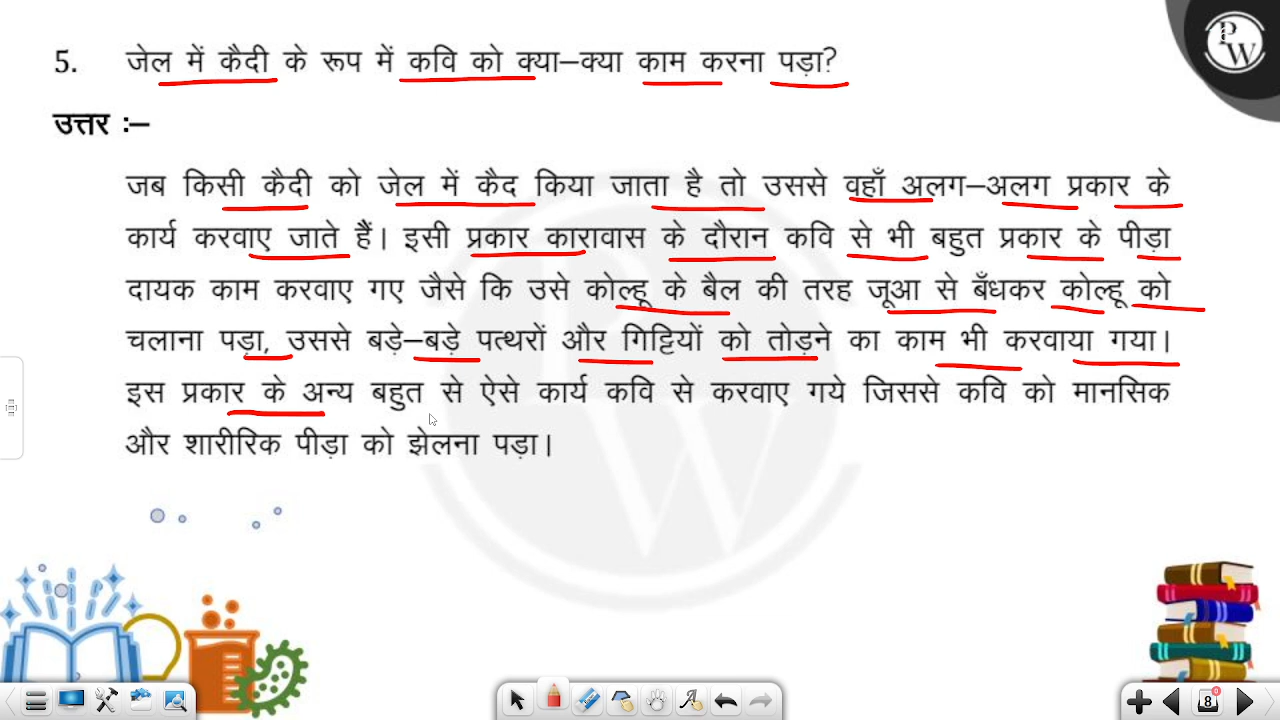 5. जेल में कैदी के रूप में कवि को क्या–क्या काम करना पड़ा?
PW
उत्तर :–
जब किसी कैदी को जेल में कैद किया जाता है तो उससे वहाँ अलग–अलग प्रकार के
कार्य करवाए जाते हैं। इसी प्रकार कारावास के दौरान कवि से भी बहुत प्रकार के पीड़ा
दायक काम करवाए गए जैसे कि उसे कोल्हू के बैल की तरह जूआ से बँधकर कोल्हू को
चलाना पड़ा, उससे बड़े–बड़े पत्थरों और गिट्टियों को तोड़ने का काम भी करवाया गया।
इस प्रकार के अन्य बहुत से ऐसे कार्य कवि से करवाए गये जिससे कवि को मानसिक
और शारीरिक पीड़ा को झेलना पड़ा।
8